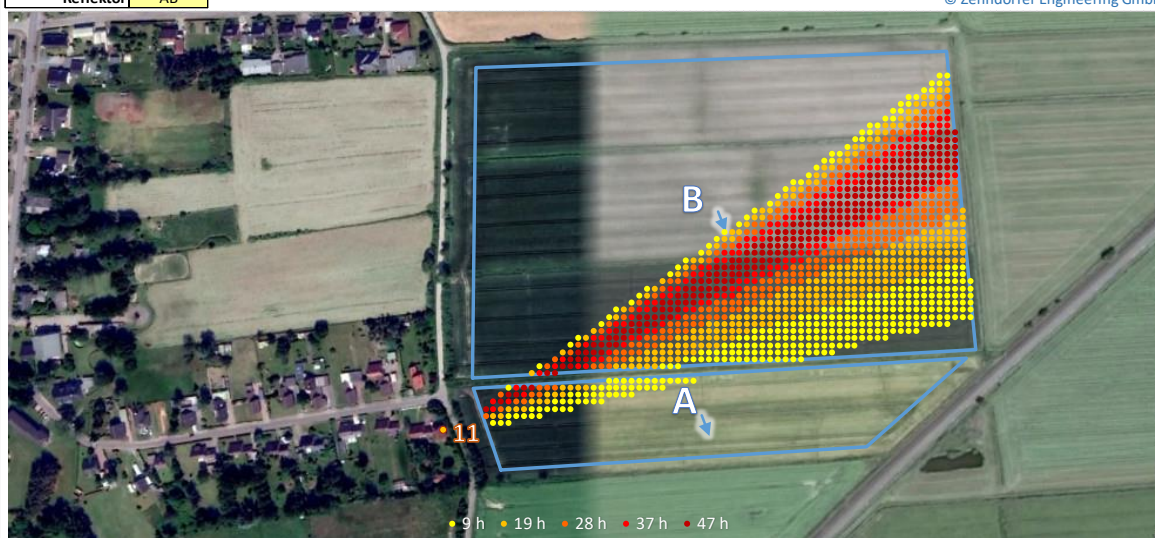 Reflektor AB
© Zehndorfer Engineering GmbH
B
A
11
9 h 19 h 28 h 37 h 47 h